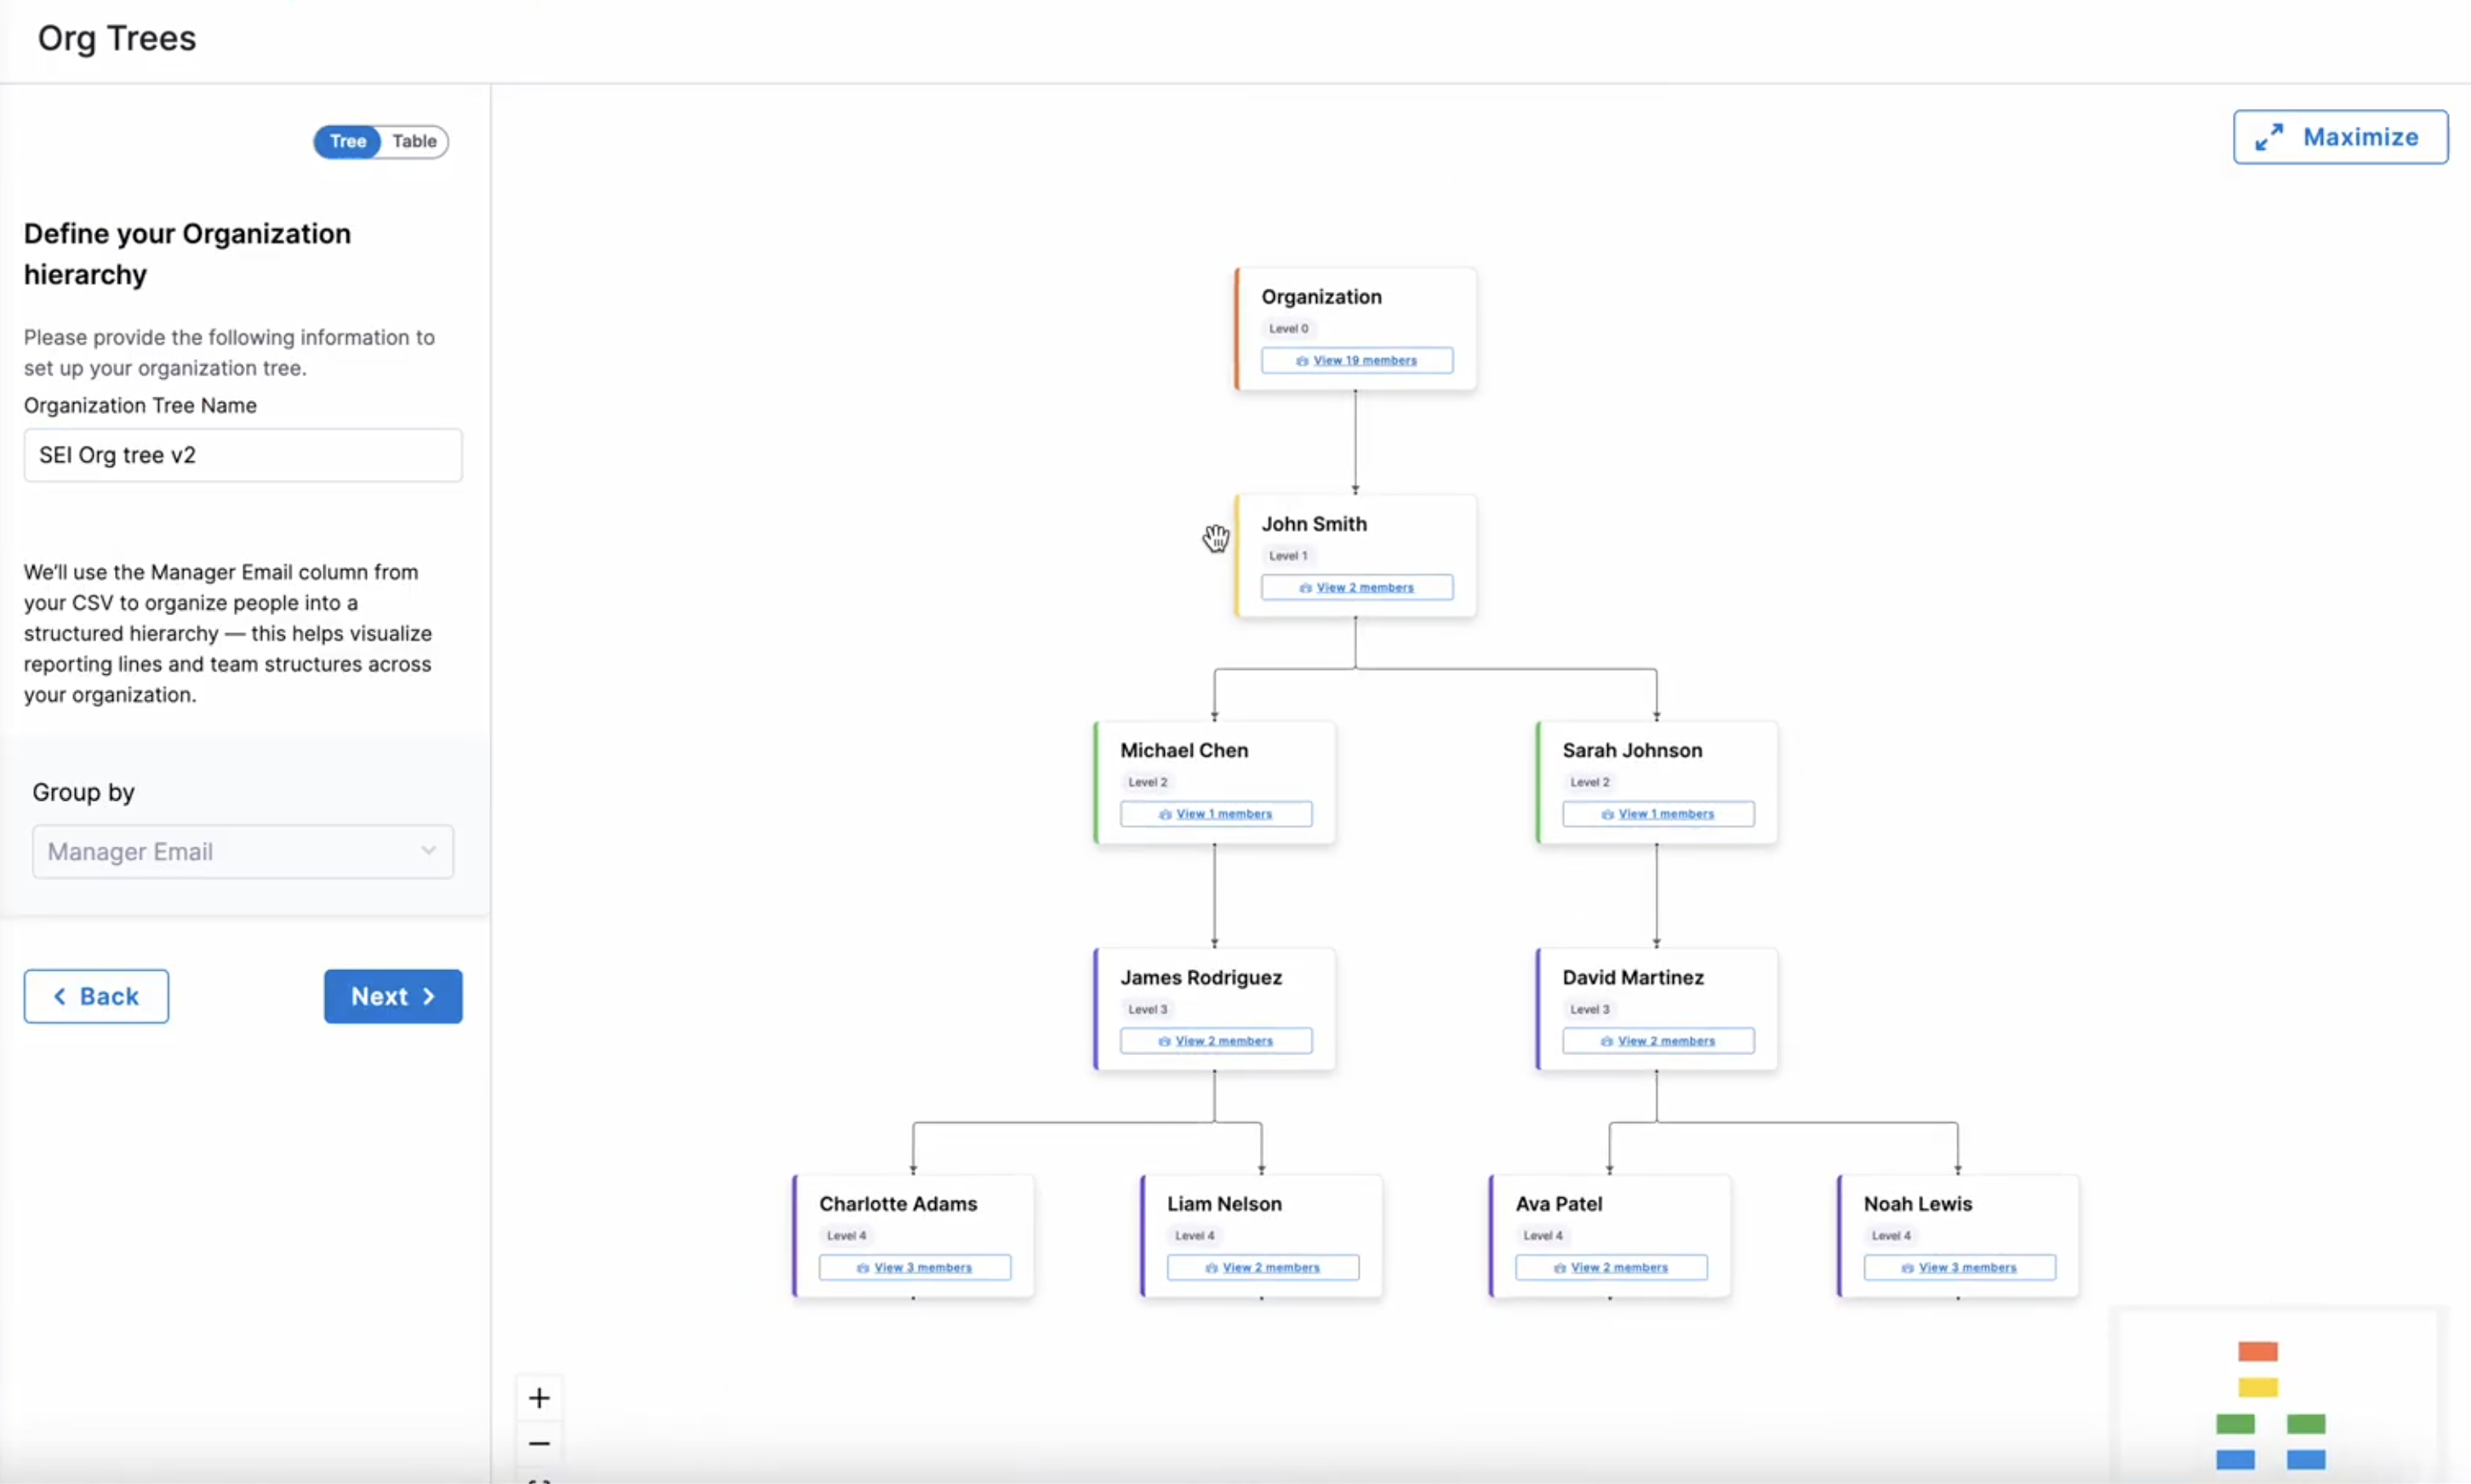 Org Trees
Tree Table
Maximize
Define your Organization
hierarchy
Please provide the following information to
set up your organization tree.
Organization Tree Name
SEI Org tree v2
We'll use the Manager Email column from
your CSV to organize people into a
structured hierarchy — this helps visualize
reporting lines and team structures across
your organization.
Group by
Manager Email
Back
Next
Organization
Level 0
View 19 members
John Smith
Level 1
View 2 members
Michael Chen
Level 2
View 1 members
Sarah Johnson
Level 2
View 1 members
James Rodriguez
Level 3
View 2 members
David Martinez
Level 3
View 2 members
Charlotte Adams
Level 4
View 3 members
Liam Nelson
Level 4
View 2 members
Ava Patel
Level 4
View 2 members
Noah Lewis
Level 4
View 3 members